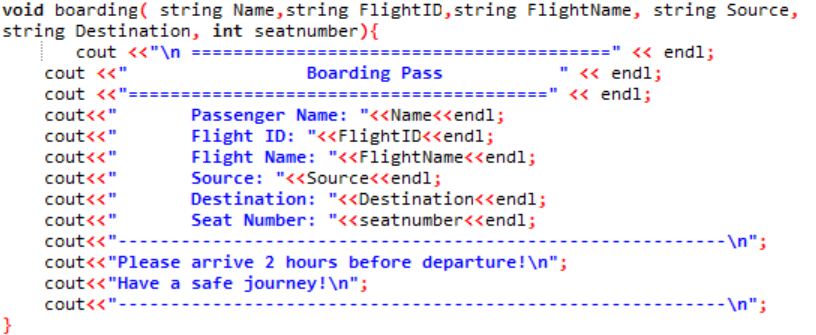 void boarding( string Name,string FlightID,string FlightName, string Source,
string Destination, int seatnumber){
cout <<"\n ========================================" << endl;
cout <<"                 Boarding Pass           " << endl;
cout <<"========================================" << endl;
cout<<"       Passenger Name: "<<Name<<endl;
cout<<"       Flight ID: "<<FlightID<<endl;
cout<<"       Flight Name: "<<FlightName<<endl;
cout<<"       Source: "<<Source<<endl;
cout<<"       Destination: "<<Destination<<endl;
cout<<"       Seat Number: "<<seatnumber<<endl;
cout<<"----------------------------------------------------------\n";
cout<<"Please arrive 2 hours before departure!\n";
cout<<"Have a safe journey!\n";
cout<<"----------------------------------------------------------\n";
}